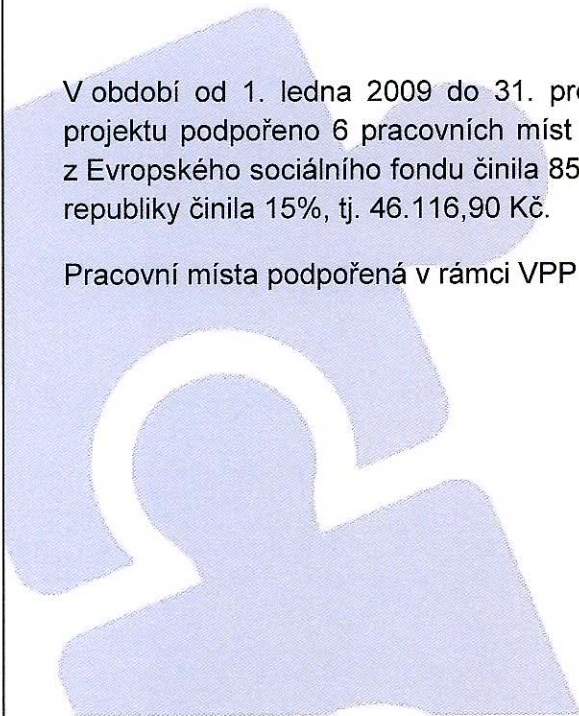 V období od 1. ledna 2009 do 31. pro
projektu podpořeno 6 pracovních míst
z Evropského sociálního fondu činila 85
republiky činila 15%, tj. 46.116,90 Kč.
Pracovní místa podpořená v rámci VPP